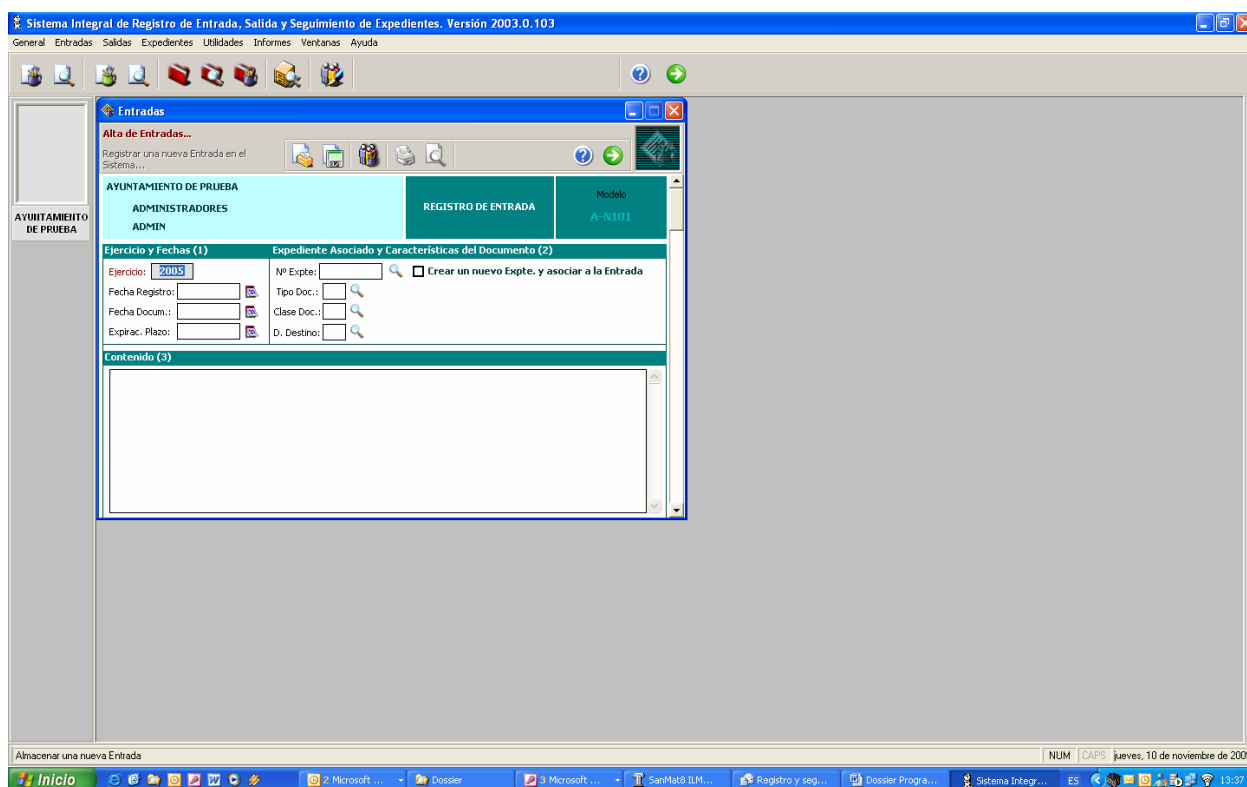 Sistema Integral de Registro de Entrada, Salida y Seguimiento de Expedientes. Versión 2003.0.103
General Entradas Salidas Expedientes Utilidades Informes Ventanas Ayuda
Entradas
Alta de Entradas...
Registrar una nueva Entrada en el
Sistema...
AYUNTAMIENTO DE PRUEBA
ADMINISTRADORES
ADMIN
REGISTRO DE ENTRADA
Modelo
A-N101
AYUNTAMIENTO
DE PRUEBA
Ejercicio y Fechas (1) Expediente Asociado y Características del Documento (2)
Ejercicio: 2005 Nº Expte: Crear un nuevo Expte. y asociar a la Entrada
Fecha Registro: Tipo Doc.:
Fecha Docum.: Clase Doc.:
Expirac. Plazo: D. Destino:
Contenido (3)
Almacenar una nueva Entrada NUM CAPS jueves, 10 de noviembre de 200
Inicio 2 Microsoft ... Dossier 3 Microsoft ... SanMat8 ILM... Registro y seg... Dossier Progra... Sistema Integr... ES 13:37